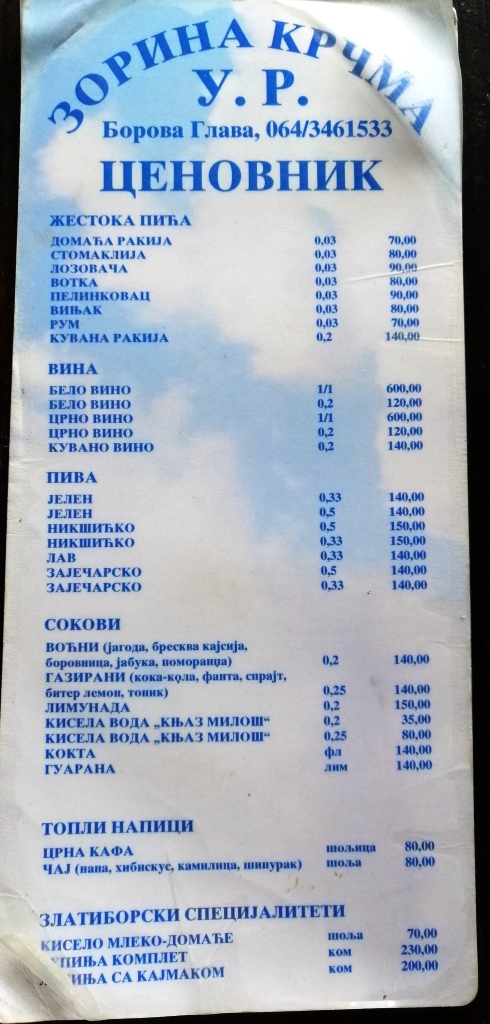 ЗОРИНА КРЧМА
У. Р.
Борова Глава, 064/3461533
ЦЕНОВНИК
ЖЕСТОКА ПИЋА
ДОМАЋА РАКИЈА 0,03 70,00
СТОМАКЛИЈА 0,03 80,00
ЛОЗОВАЧА 0,03 90,00
ВОТКА 0,03 80,00
ПЕЛИНКОВАЦ 0,03 90,00
ВИЊАК 0,03 80,00
РУМ 0,03 70,00
КУВАНА РАКИЈА 0,2 140,00
ВИНА
БЕЛО ВИНО 1/1 600,00
БЕЛО ВИНО 0,2 120,00
ЦРНО ВИНО 1/1 600,00
ЦРНО ВИНО 0,2 120,00
КУВАНО ВИНО 0,2 140,00
ПИВА
ЈЕЛЕН 0,33 140,00
ЈЕЛЕН 0,5 140,00
НИКШИЋКО 0,5 150,00
НИКШИЋКО 0,33 150,00
ЛАВ 0,33 140,00
ЗАЈЕЧАРСКО 0,5 140,00
ЗАЈЕЧАРСКО 0,33 140,00
СОКОВИ
ВОЋНИ (јагода, бресква кајсија,
боровница, јабука, поморанџа) 0,2 140,00
ГАЗИРАНИ (кока-кола, фанта, спрајт,
битер лемон, тоник) 0,25 140,00
ЛИМУНАДА 0,2 150,00
КИСЕЛА ВОДА „КЊАЗ МИЛОШ“ 0,2 35,00
КИСЕЛА ВОДА „КЊАЗ МИЛОШ“ 0,25 80,00
КОКТА фл 140,00
ГУАРАНА лим 140,00
ТОПЛИ НАПИЦИ
ЦРНА КАФА шољица 80,00
ЧАЈ (нана, хибискус, камилица, шипурак) шоља 80,00
ЗЛАТИБОРСКИ СПЕЦИЈАЛИТЕТИ
КИСЕЛО МЛЕКО-ДОМАЋЕ шоља 70,00
КОМПЛЕТ ком 230,00
СА КАЈМАКОМ ком 200,00